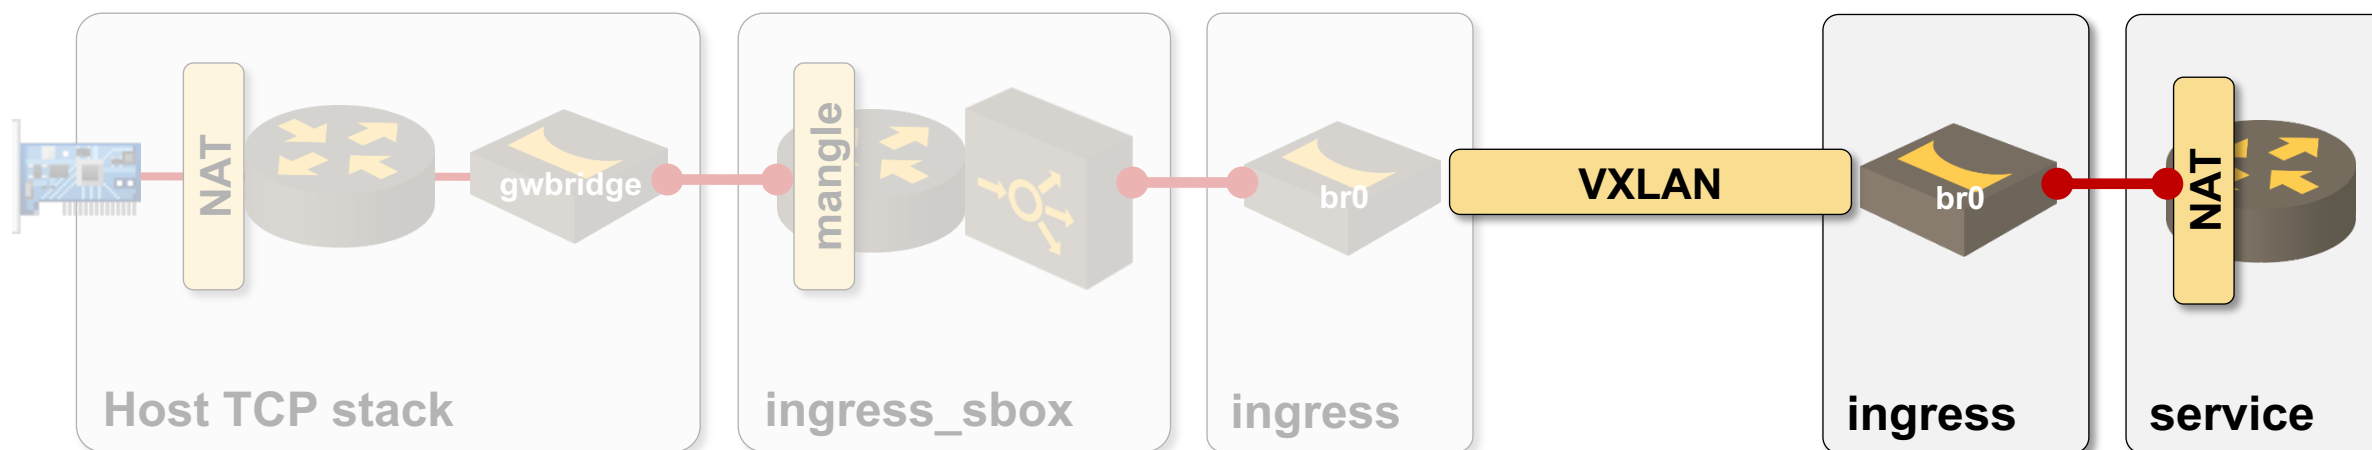 NAT
gwbridge
Host TCP stack
mangle
ingress_sbox
br0
ingress
VXLAN
br0
ingress
NAT
service